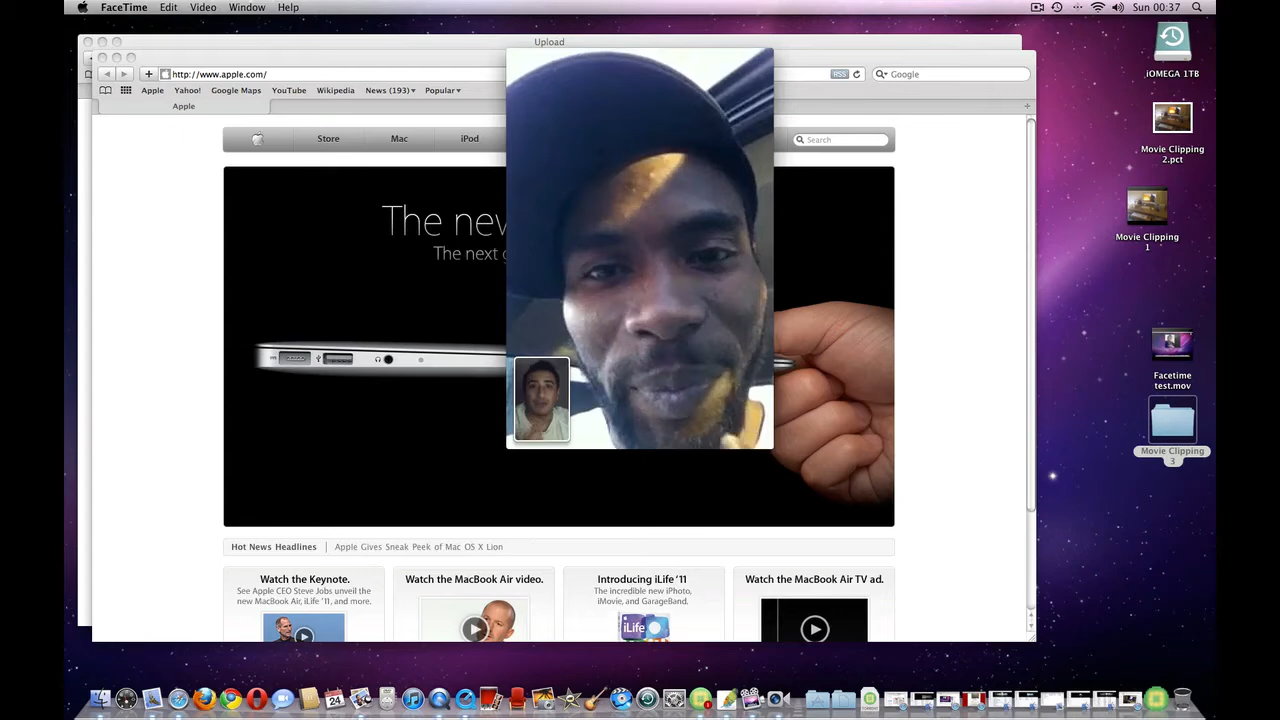 FaceTime Edit Video Window Help
Sun 00:37
Upload
http://www.apple.com/
RSS
Google
Apple Yahoo! Google Maps YouTube Wikipedia News (193) Popular
Apple
Store Mac iPod
Search
The new
The next g
Hot News Headlines
Apple Gives Sneak Peek of Mac OS X Lion
Watch the Keynote.
See Apple CEO Steve Jobs unveil the
new MacBook Air, iLife '11, and more.
Watch the MacBook Air video.
Introducing iLife '11
The incredible new iPhoto,
iMovie, and GarageBand.
iLife
Watch the MacBook Air TV ad.
iOMEGA 1TB
Movie Clipping
2.pct
Movie Clipping
1
Facetime
test.mov
Movie Clipping
3